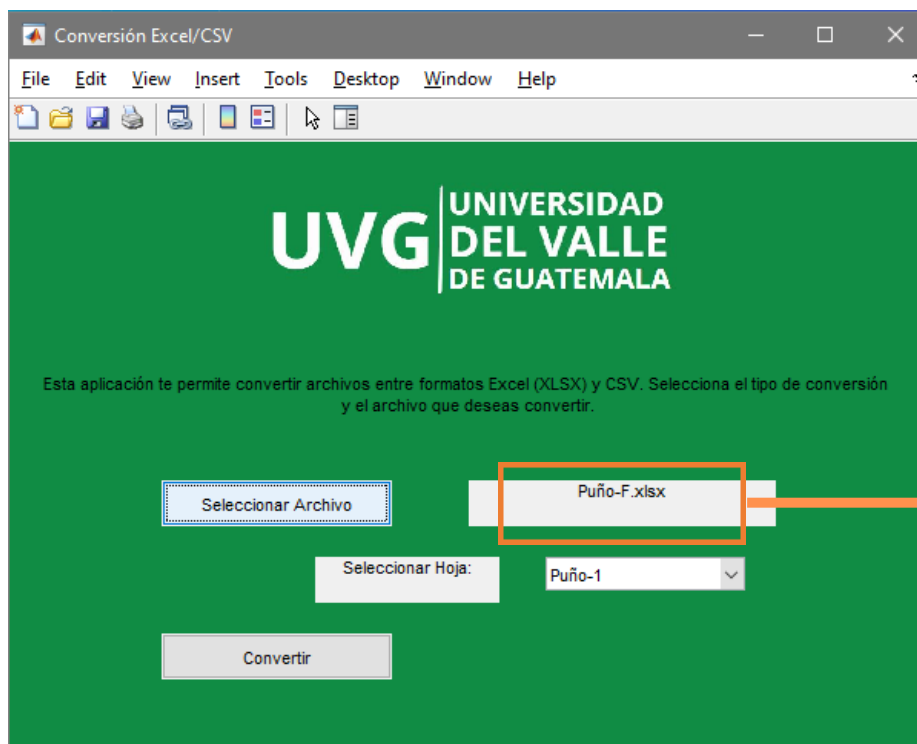 Conversión Excel/CSV
File Edit View Insert Tools Desktop Window Help
UVG
UNIVERSIDAD
DEL VALLE
DE GUATEMALA
Esta aplicación te permite convertir archivos entre formatos Excel (XLSX) y CSV. Selecciona el tipo de conversión
y el archivo que deseas convertir.
Seleccionar Archivo
Puño-F.xlsx
Seleccionar Hoja:
Puño-1
Convertir